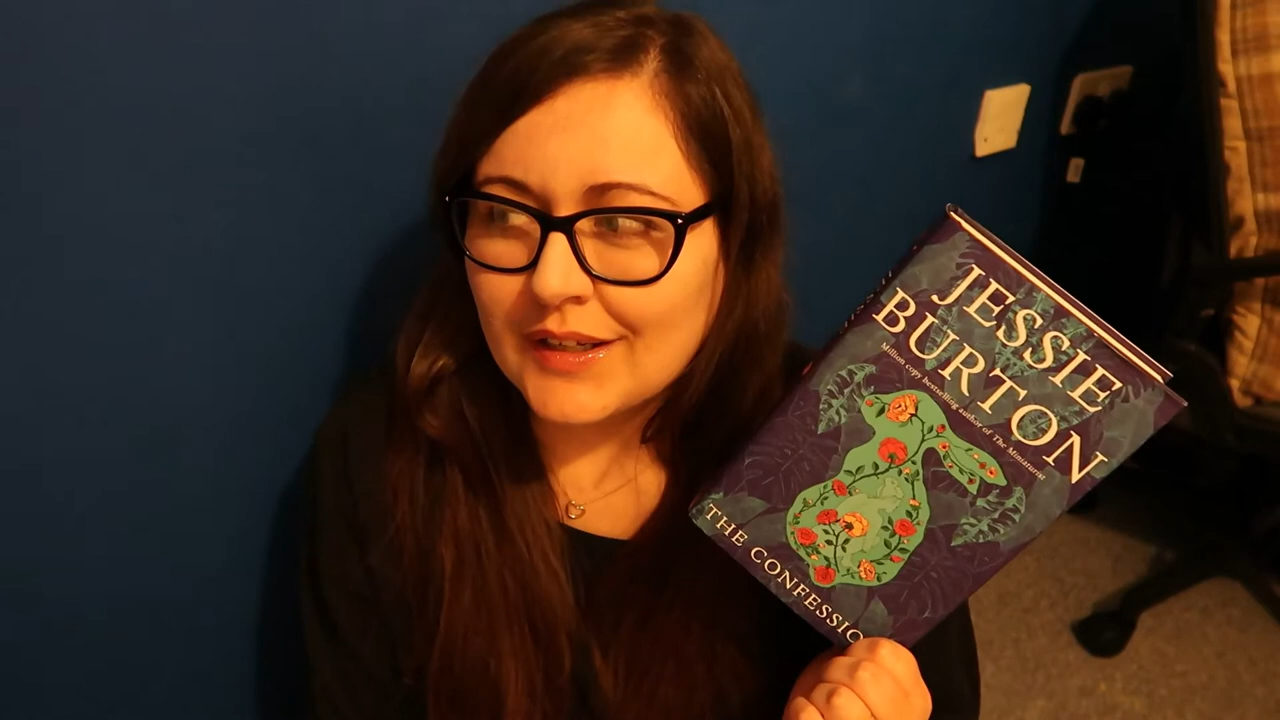 JESSIE
BURTON
Million copy bestselling author of The Miniaturist
THE CONFESSIO